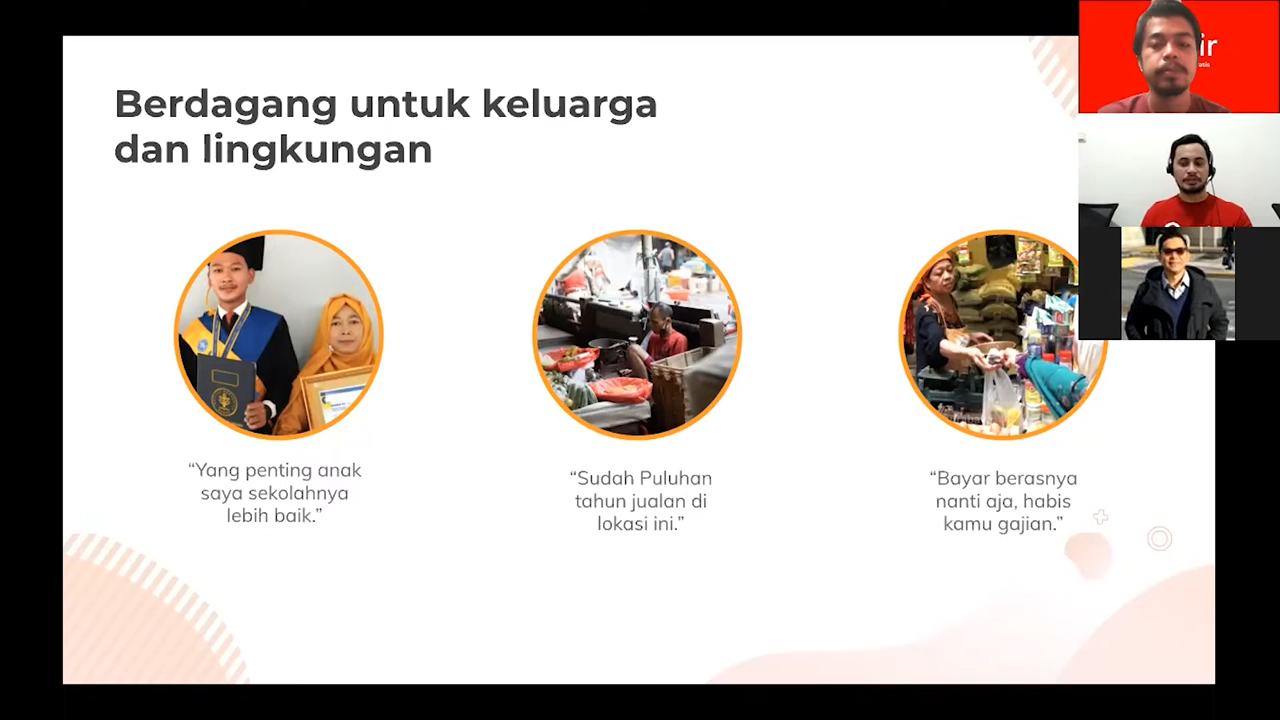 Berdagang untuk keluarga
dan lingkungan
“Yang penting anak
saya sekolahnya
lebih baik.”
“Sudah Puluhan
tahun jualan di
lokasi ini.”
“Bayar berasnya
nanti aja, habis
kamu gajian.”